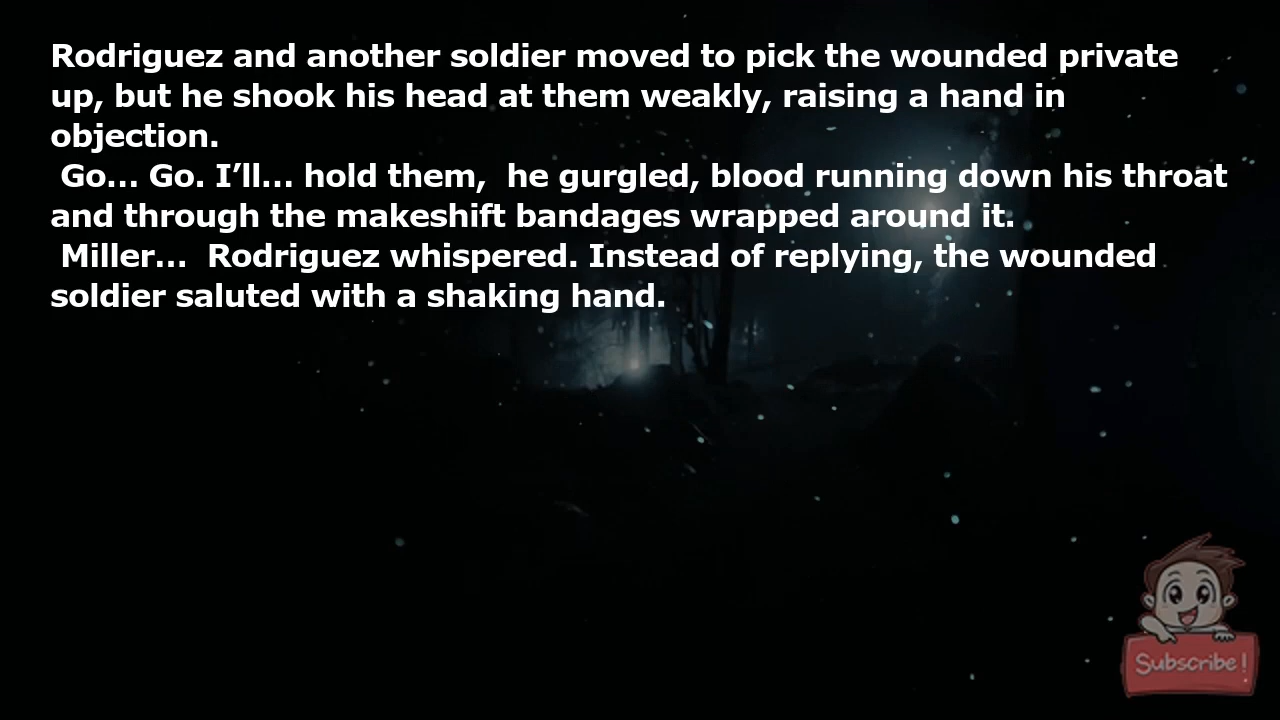 Rodriguez and another soldier moved to pick the wounded private
up, but he shook his head at them weakly, raising a hand in
objection.
Go... Go. I’ll... hold them,  he gurgled, blood running down his throat
and through the makeshift bandages wrapped around it.
Miller...  Rodriguez whispered. Instead of replying, the wounded
soldier saluted with a shaking hand.
Subscribe!